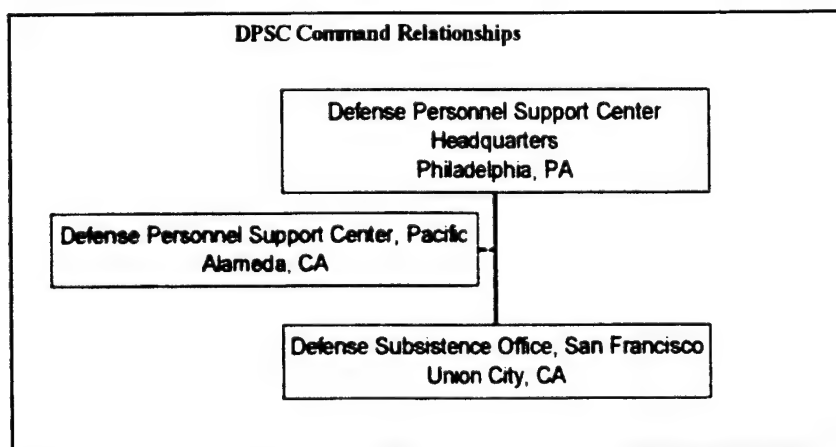 DPSC Command Relationships
Defense Personnel Support Center
Headquarters
Philadelphia, PA
Defense Personnel Support Center, Pacific
Alameda, CA
Defense Subsistence Office, San Francisco
Union City, CA